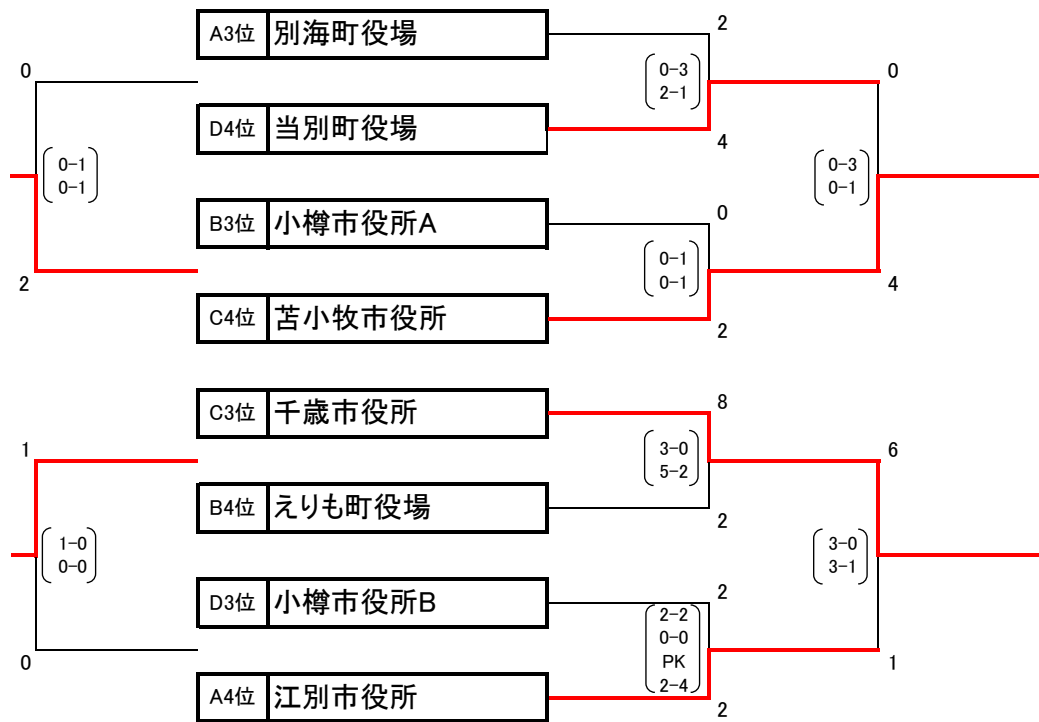 A3位 別海町役場 2
0 0-3 0
2-1
D4位 当別町役場 4
0-1 0-3
0-1 0-1
B3位 小樽市役所A 0
2 0-1 4
0-1
C4位 苫小牧市役所 2
C3位 千歳市役所 8
1 3-0 6
5-2
B4位 えりも町役場 2
1-0 3-0
0-0 3-1
D3位 小樽市役所B 2
2-2
0-0
0 PK 1
2-4
A4位 江別市役所 2